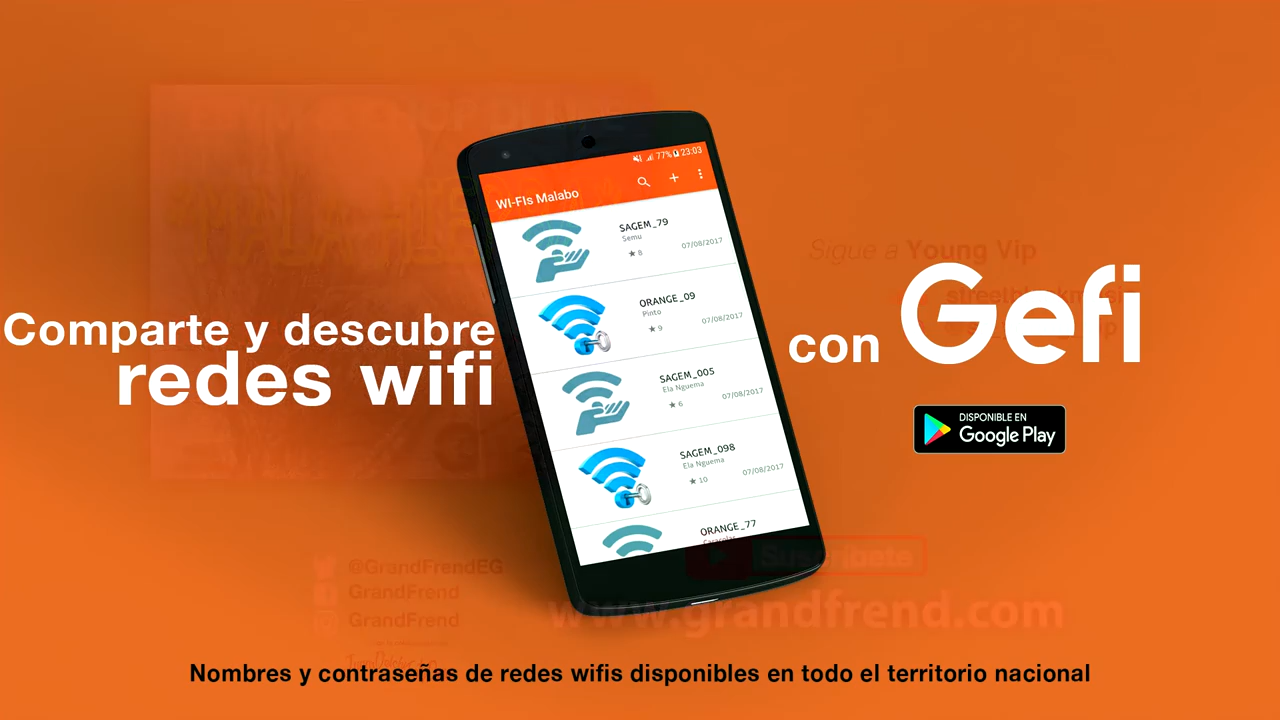 77% 23:03
WI-FIs Malabo
SAGEM_79
Semu
★ 8
07/08/2017
ORANGE_09
Pinto
★ 9
07/08/2017
SAGEM_005
Ela Nguema
★ 6
07/08/2017
SAGEM_098
Ela Nguema
★ 10
07/08/2017
ORANGE_77
Comparte y descubre
redes wifi
con Gefi
DISPONIBLE EN
Google Play
Sigue a Young Vip
@GrandFrendEG
GrandFrend
GrandFrend
Suscríbete
www.grandfrend.com
Nombres y contraseñas de redes wifis disponibles en todo el territorio nacional